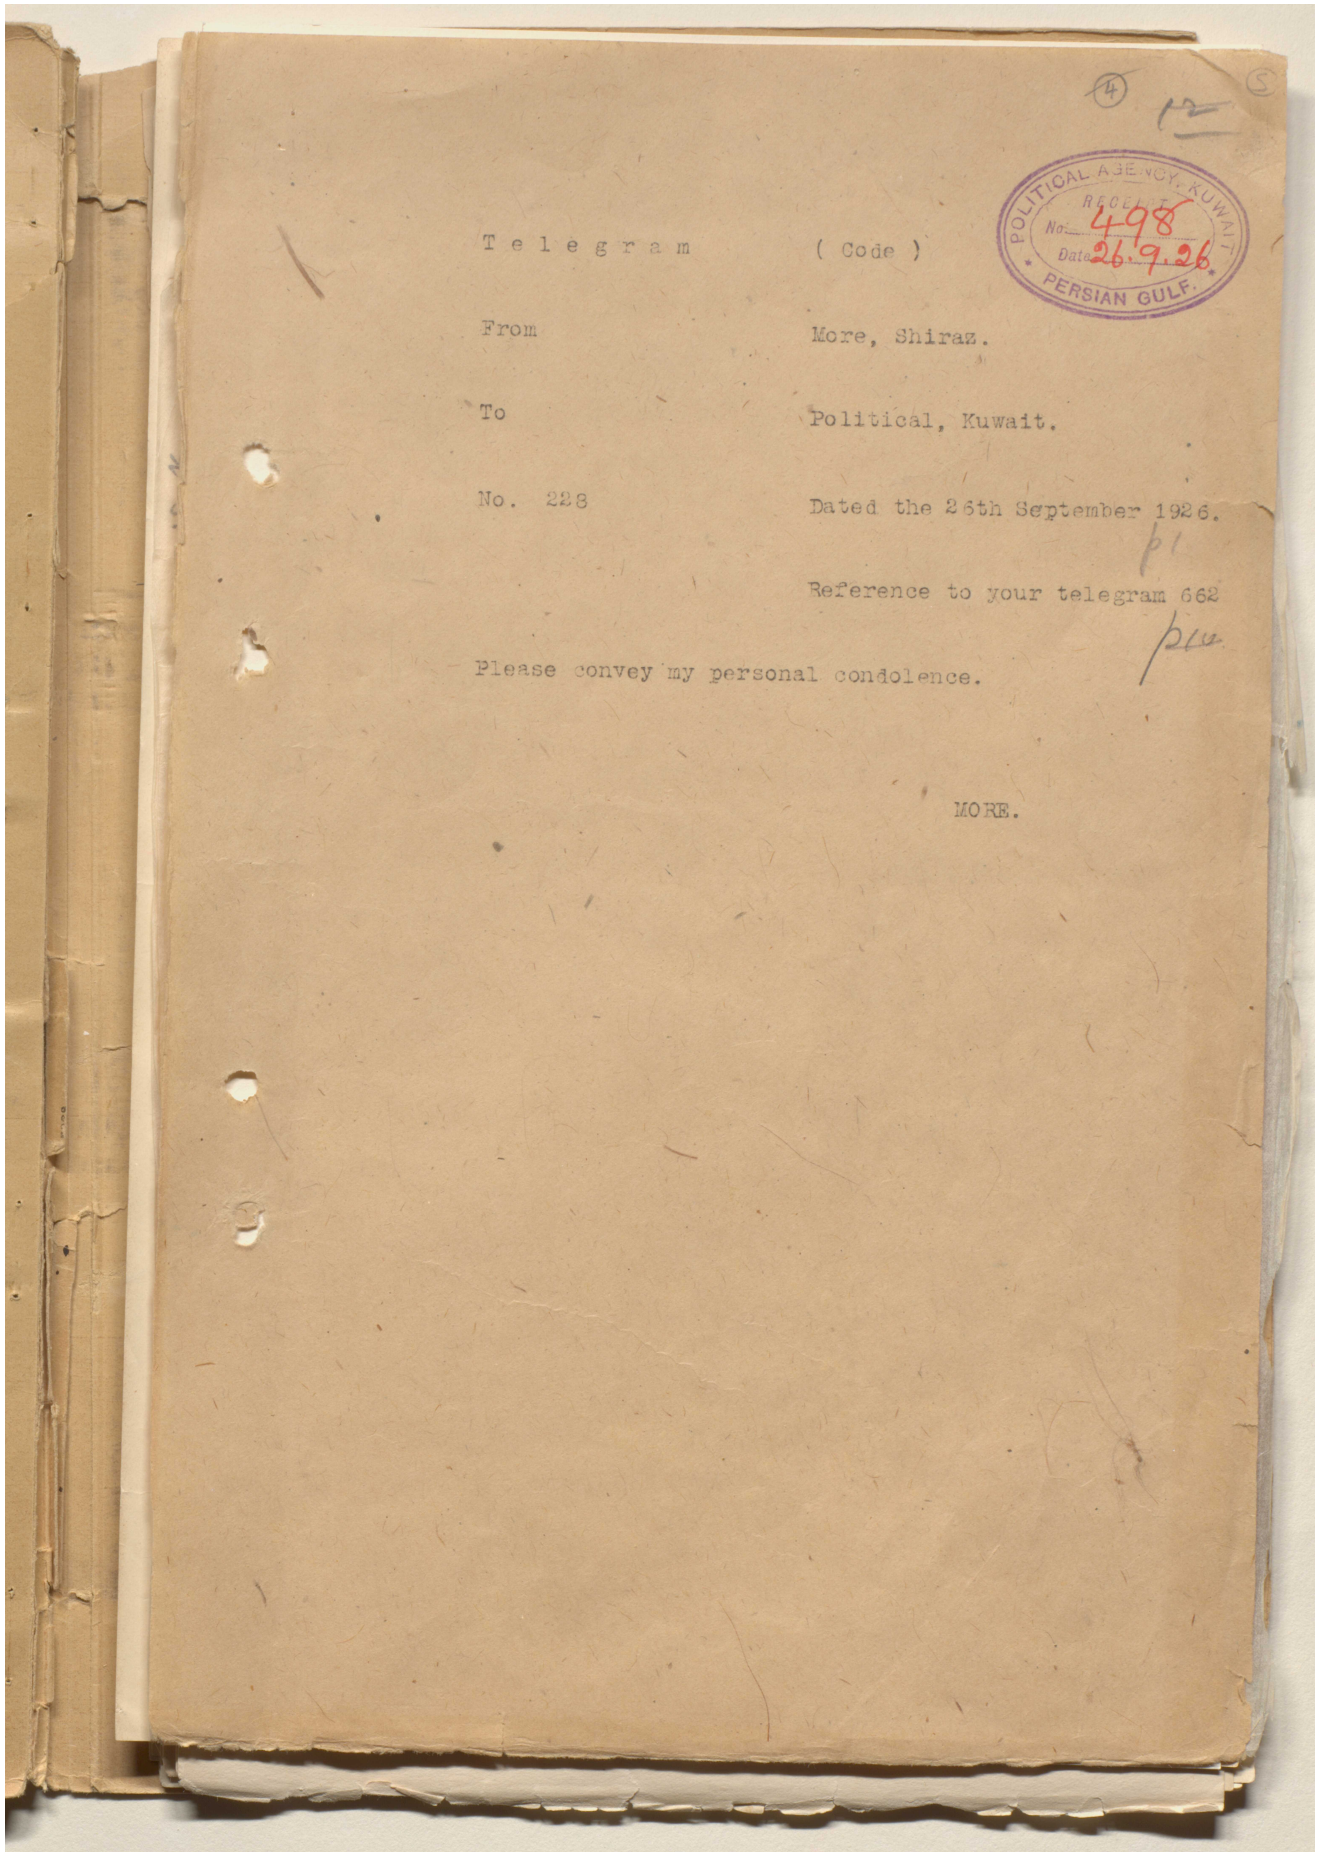 4 5
12
POLITICAL AGENCY, KUWAIT
RECEIPT
No. 498
Date 26.9.26
* PERSIAN GULF. *
Telegram ( Code )
From More, Shiraz.
To Political, Kuwait.
No. 228 Dated the 26th September 1926.
p1
Reference to your telegram 662
Please convey my personal condolence.
MORE.